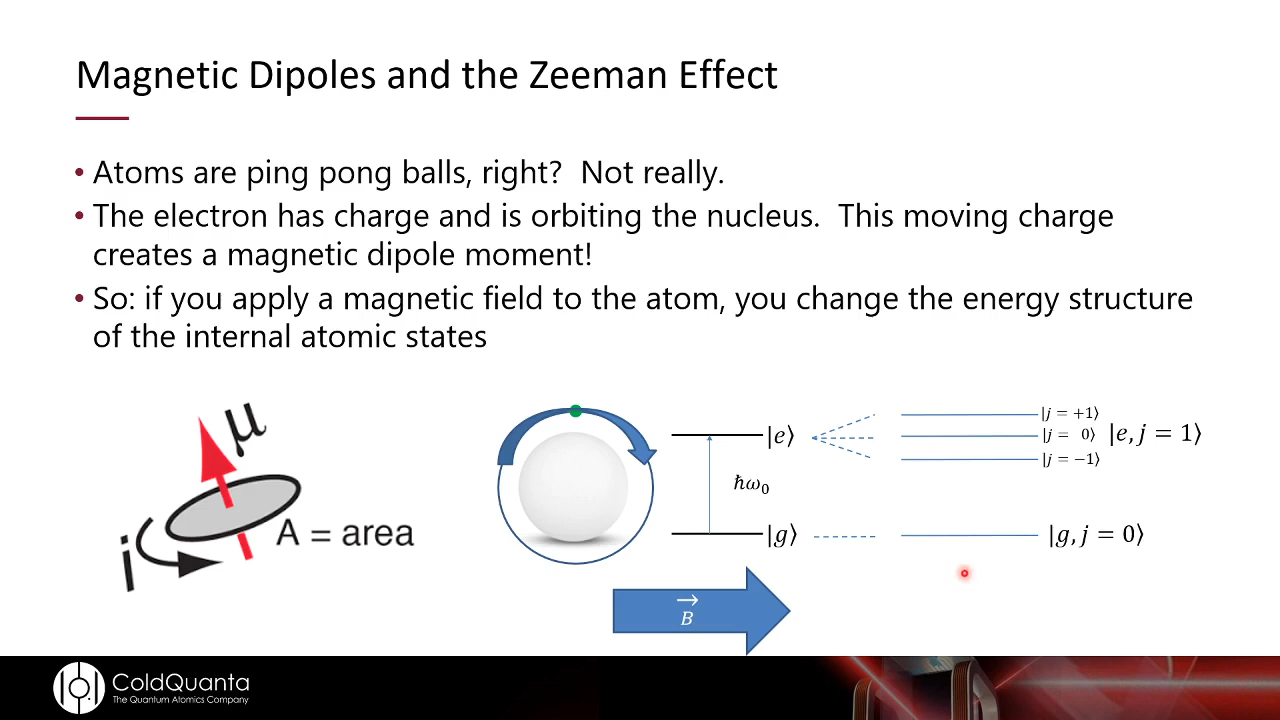 Magnetic Dipoles and the Zeeman Effect
• Atoms are ping pong balls, right? Not really.
• The electron has charge and is orbiting the nucleus. This moving charge
creates a magnetic dipole moment!
• So: if you apply a magnetic field to the atom, you change the energy structure
of the internal atomic states
μ
i
A = area
|e⟩
ħω₀
|g⟩
|j = +1⟩
|j = 0⟩
|j = −1⟩
|e, j = 1⟩
|g, j = 0⟩
B⃗
ColdQuanta
The Quantum Atomics Company